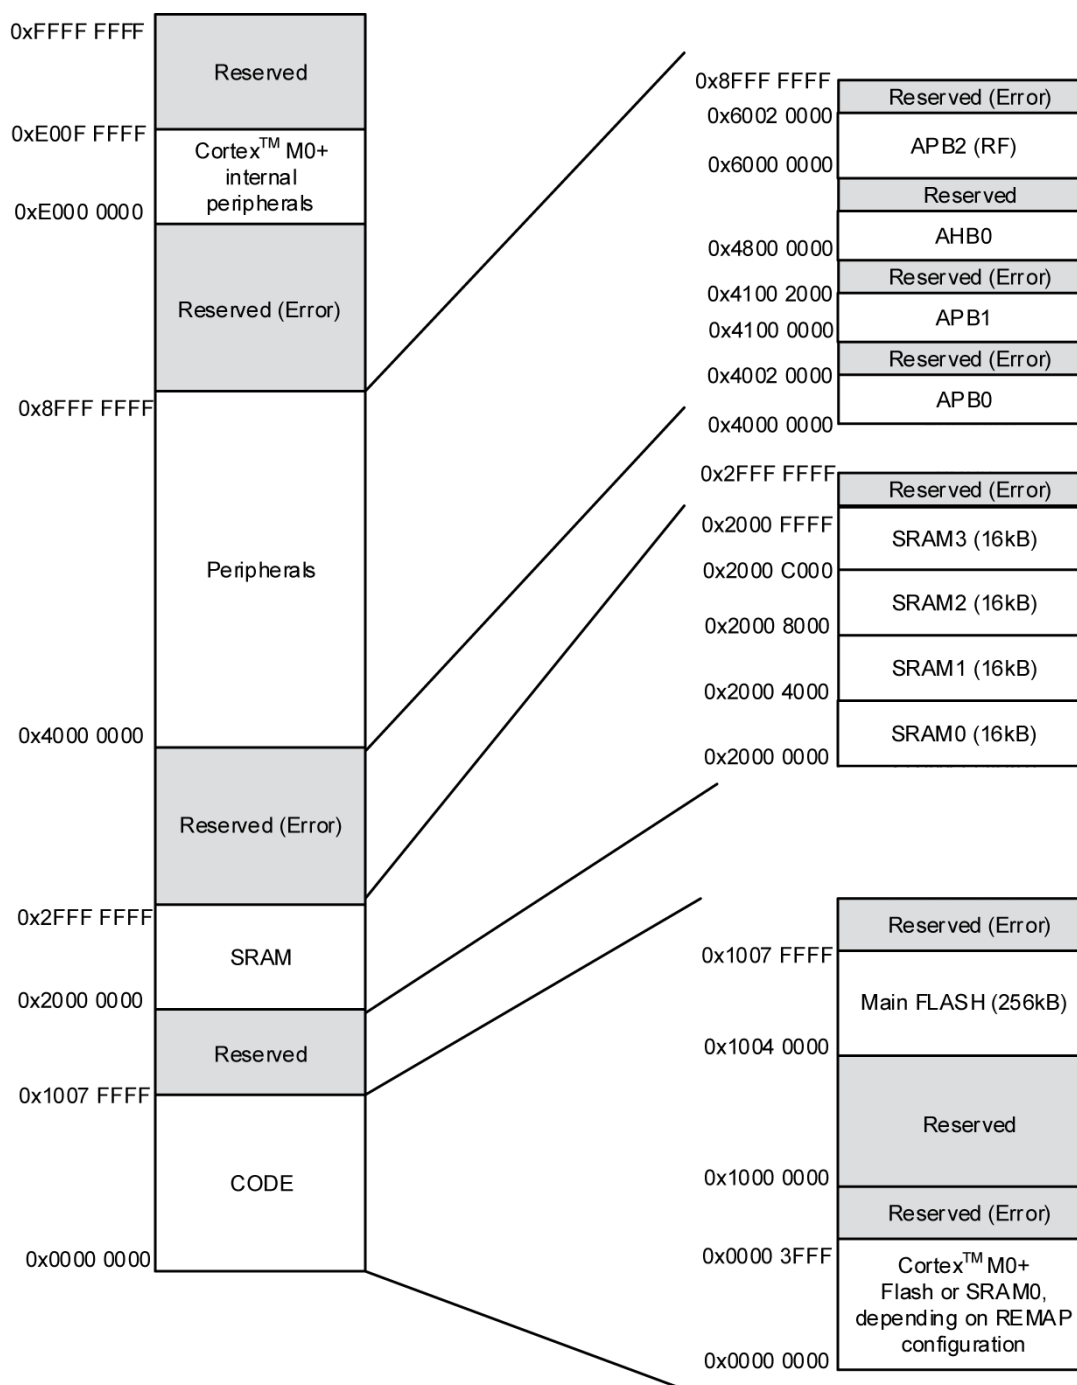 0xFFFF FFFF
Reserved
0xE00F FFFF
Cortex™ M0+
internal
peripherals
0xE000 0000
Reserved (Error)
0x8FFF FFFF
Peripherals
0x4000 0000
Reserved (Error)
0x2FFF FFFF
SRAM
0x2000 0000
Reserved
0x1007 FFFF
CODE
0x0000 0000
0x8FFF FFFF
Reserved (Error)
0x6002 0000
APB2 (RF)
0x6000 0000
Reserved
AHB0
0x4800 0000
Reserved (Error)
0x4100 2000
APB1
0x4100 0000
Reserved (Error)
0x4002 0000
APB0
0x4000 0000
0x2FFF FFFF
Reserved (Error)
0x2000 FFFF
SRAM3 (16kB)
0x2000 C000
SRAM2 (16kB)
0x2000 8000
SRAM1 (16kB)
0x2000 4000
SRAM0 (16kB)
0x2000 0000
Reserved (Error)
0x1007 FFFF
Main FLASH (256kB)
0x1004 0000
Reserved
0x1000 0000
Reserved (Error)
0x0000 3FFF
Cortex™ M0+
Flash or SRAM0,
depending on REMAP
configuration
0x0000 0000